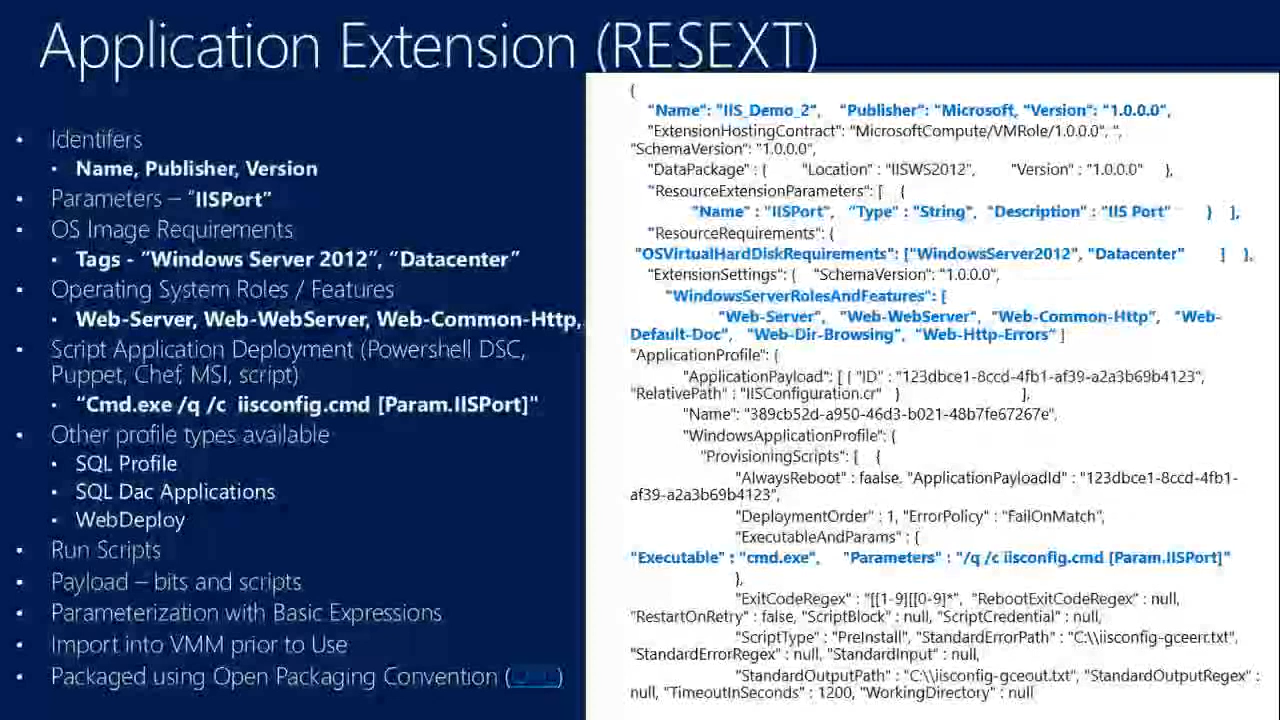 Application Extension (RESEXT)
• Identifers
• Name, Publisher, Version
• Parameters – “IISPort”
• OS Image Requirements
• Tags - “Windows Server 2012”, “Datacenter”
• Operating System Roles / Features
• Web-Server, Web-WebServer, Web-Common-Http,
• Script Application Deployment (Powershell DSC,
Puppet, Chef, MSI, script)
• “Cmd.exe /q /c iisconfig.cmd [Param.IISPort]"
• Other profile types available
• SQL Profile
• SQL Dac Applications
• WebDeploy
• Run Scripts
• Payload – bits and scripts
• Parameterization with Basic Expressions
• Import into VMM prior to Use
• Packaged using Open Packaging Convention ( )
{
"Name": "IIS_Demo_2", "Publisher": "Microsoft, "Version": "1.0.0.0",
"ExtensionHostingContract": "MicrosoftCompute/VMRole/1.0.0.0", ",
"SchemaVersion": "1.0.0.0",
"DataPackage" : { "Location" : "IISWS2012", "Version" : "1.0.0.0" },
"ResourceExtensionParameters": [ {
"Name" : "IISPort", "Type" : "String", "Description" : "IIS Port" } ],
"ResourceRequirements": {
"OSVirtualHardDiskRequirements": ["WindowsServer2012", "Datacenter" ] },
"ExtensionSettings": { "SchemaVersion": "1.0.0.0",
"WindowsServerRolesAndFeatures": [
"Web-Server", "Web-WebServer", "Web-Common-Http", "Web-
Default-Doc", "Web-Dir-Browsing", "Web-Http-Errors" ]
"ApplicationProfile": {
"ApplicationPayload": [ { "ID" : "123dbce1-8ccd-4fb1-af39-a2a3b69b4123",
"RelativePath" : "IISConfiguration.cr" } ],
"Name": "389cb52d-a950-46d3-b021-48b7fe67267e",
"WindowsApplicationProfile": {
"ProvisioningScripts": [ {
"AlwaysReboot" : faalse, "ApplicationPayloadId" : "123dbce1-8ccd-4fb1-
af39-a2a3b69b4123",
"DeploymentOrder" : 1, "ErrorPolicy" : "FailOnMatch",
"ExecutableAndParams" : {
"Executable" : "cmd.exe", "Parameters" : "/q /c iisconfig.cmd [Param.IISPort]"
},
"ExitCodeRegex" : "[[1-9][[0-9]*", "RebootExitCodeRegex" : null,
"RestartOnRetry" : false, "ScriptBlock" : null, "ScriptCredential" : null,
"ScriptType" : "PreInstall", "StandardErrorPath" : "C:\\iisconfig-gceerr.txt",
"StandardErrorRegex" : null, "StandardInput" : null,
"StandardOutputPath" : "C:\\iisconfig-gceout.txt", "StandardOutputRegex" :
null, "TimeoutInSeconds" : 1200, "WorkingDirectory" : null